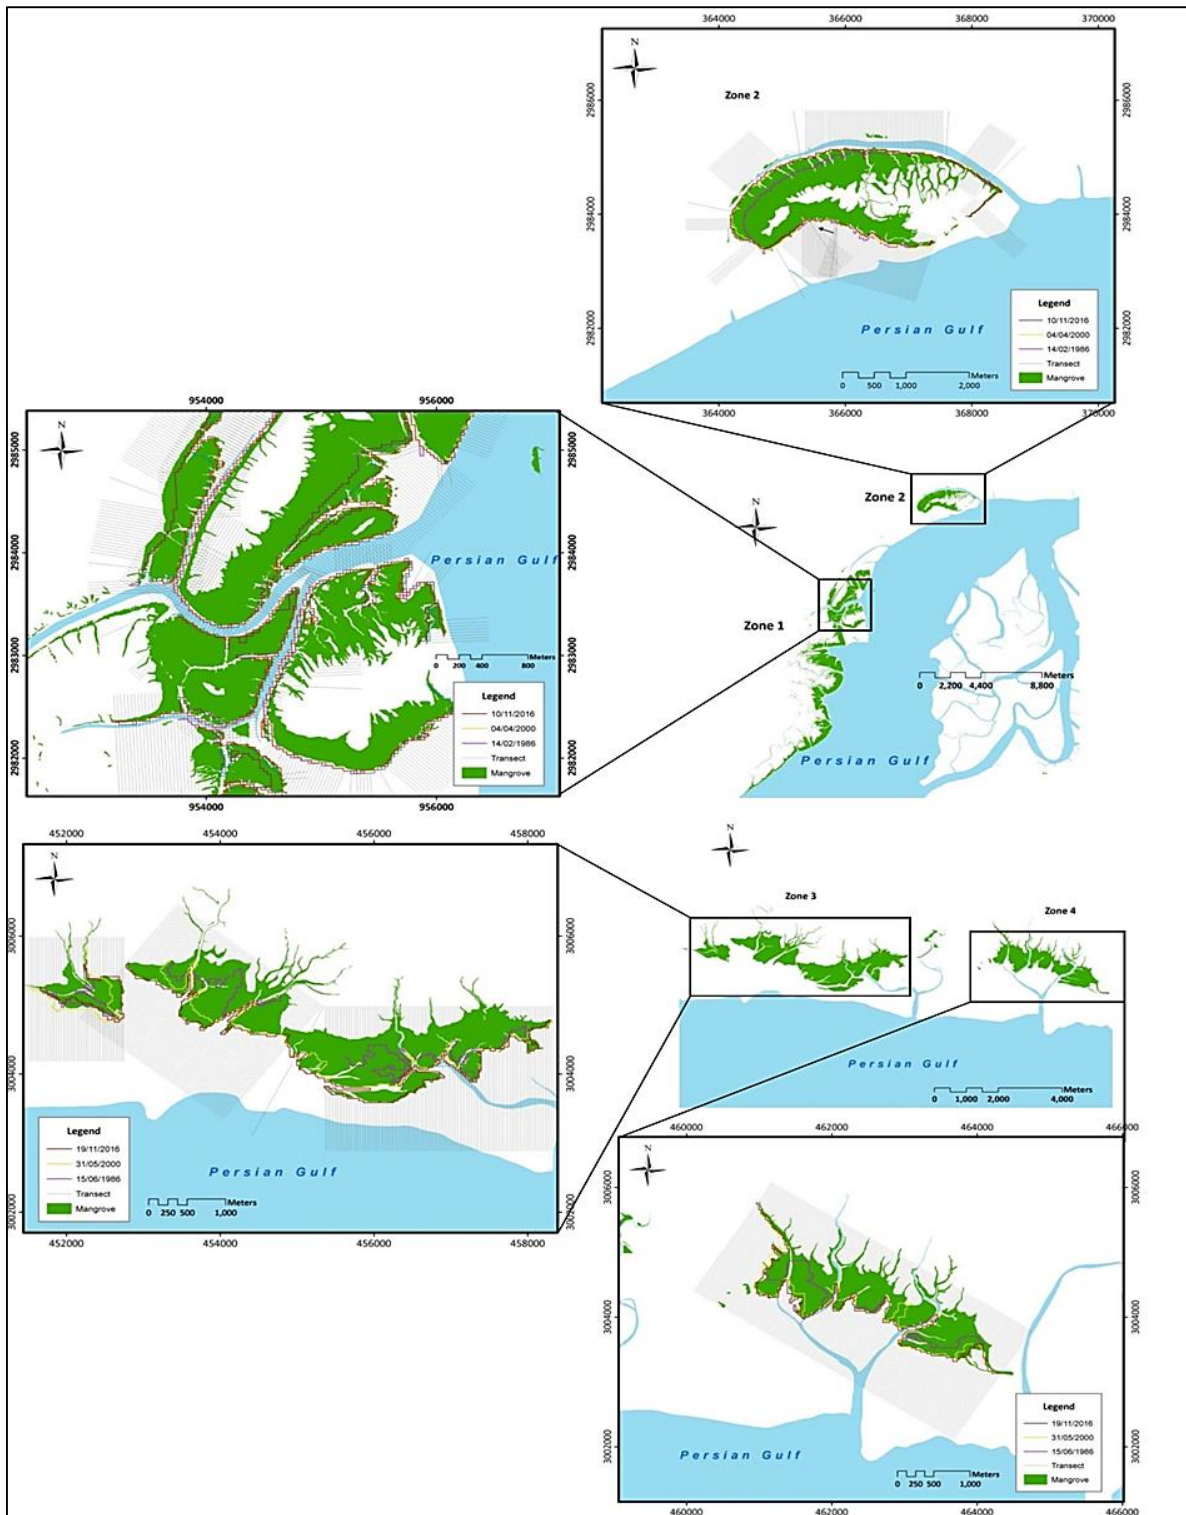 364000 366000 368000 370000
N
Zone 2
2986000
2984000
2982000
2986000
2984000
2982000
Persian Gulf
Legend
10/11/2016
04/04/2000
14/02/1986
Transect
Mangrove
Meters
0 500 1,000 2,000
364000 366000 368000 370000
954000 956000
N
2985000
2984000
2983000
2982000
2985000
2984000
2983000
2982000
Persian Gulf
Meters
0 200 400 800
Legend
10/11/2016
04/04/2000
14/02/1986
Transect
Mangrove
954000 956000
Zone 2
N
Zone 1
Meters
0 2,200 4,400 8,800
Persian Gulf
452000 454000 456000 458000
N
3006000
3004000
3002000
3006000
3004000
3002000
Legend
19/11/2016
31/05/2000
15/06/1986
Transect
Mangrove
Persian Gulf
Meters
0 250 500 1,000
452000 454000 456000 458000
N
Zone 3
Zone 4
Persian Gulf
Meters
0 1,000 2,000 4,000
460000 462000 464000 466000
N
3006000
3004000
3002000
3006000
3004000
3002000
Persian Gulf
Legend
19/11/2016
31/05/2000
15/06/1986
Transect
Mangrove
Meters
0 250 500 1,000
460000 462000 464000 466000